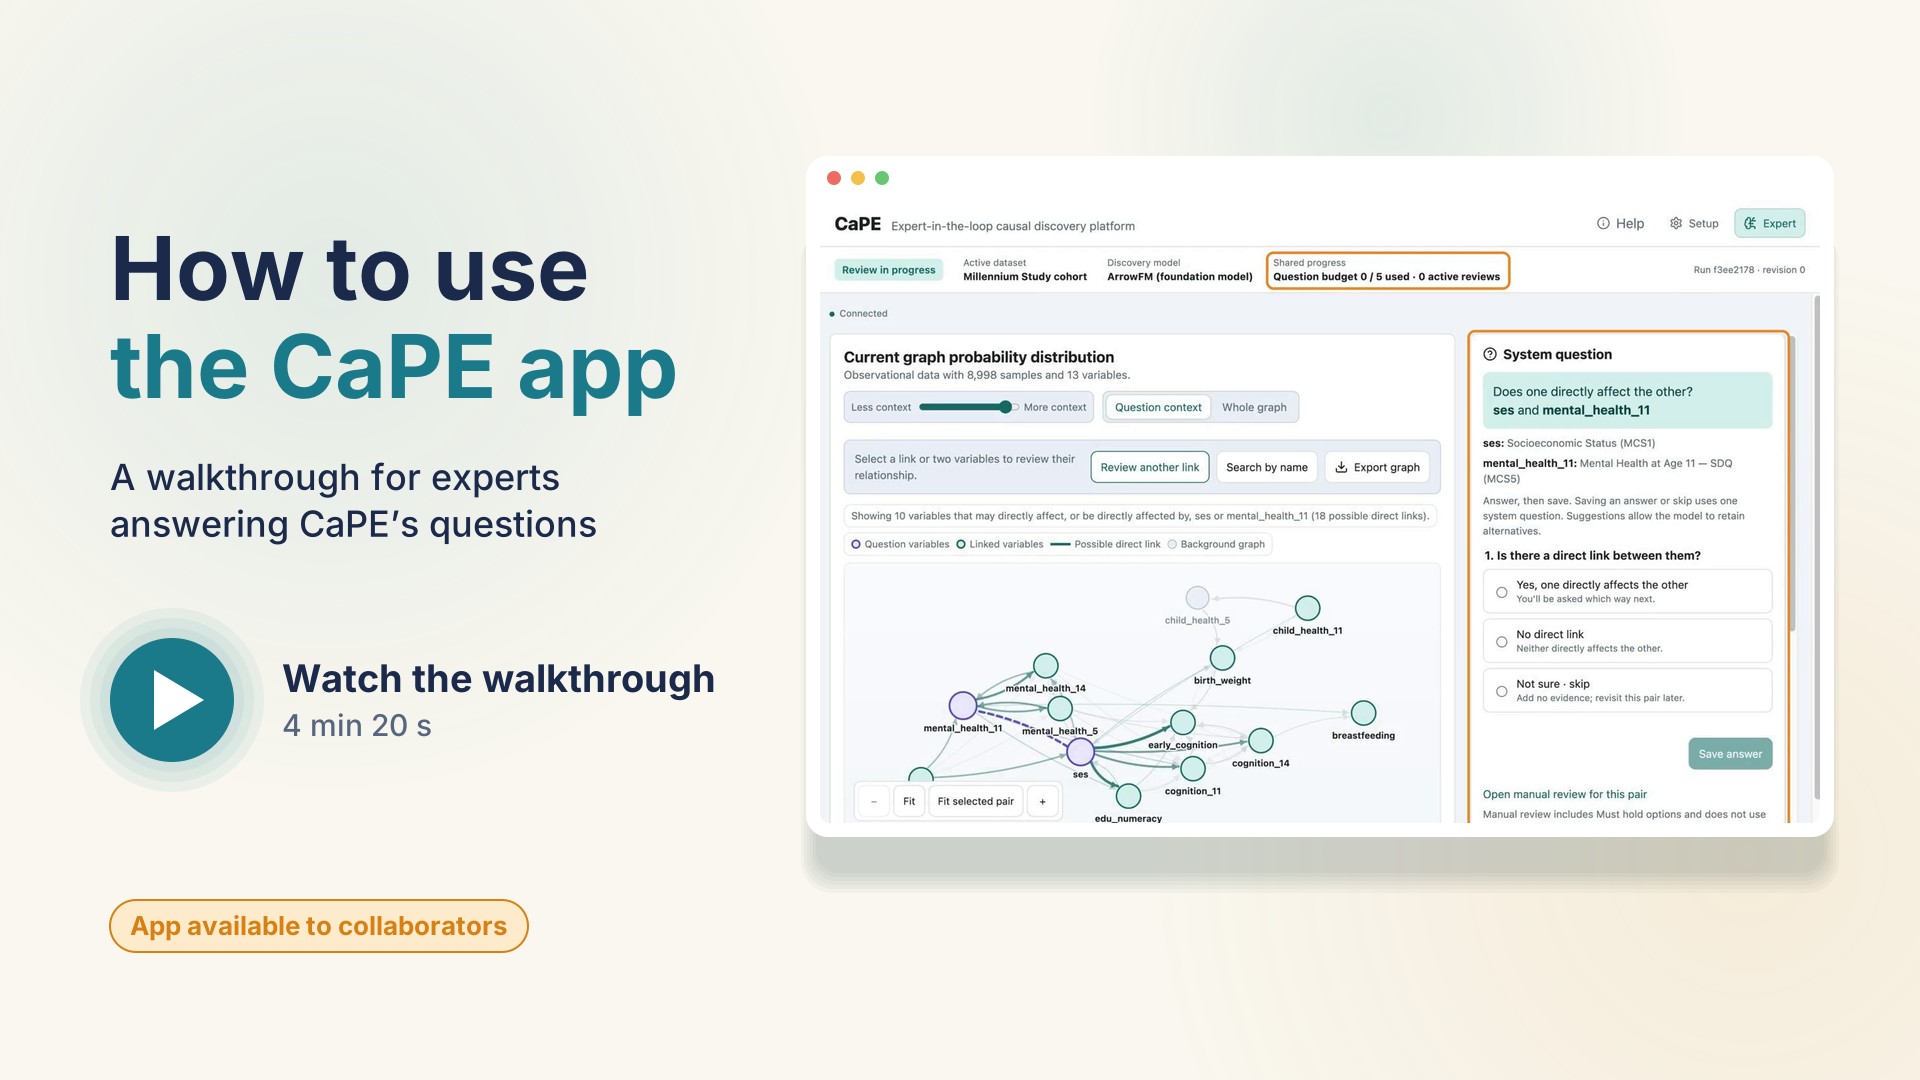 How to use
the CaPE app
A walkthrough for experts
answering CaPE’s questions
Watch the walkthrough
4 min 20 s
App available to collaborators
CaPE Expert-in-the-loop causal discovery platform
Help Setup Expert
Review in progress
Active dataset
Millennium Study cohort
Discovery model
ArrowFM (foundation model)
Shared progress
Question budget 0 / 5 used · 0 active reviews
Run f3ee2178 · revision 0
Connected
Current graph probability distribution
Observational data with 8,998 samples and 13 variables.
Less context More context Question context Whole graph
Select a link or two variables to review their
relationship.
Review another link Search by name Export graph
Showing 10 variables that may directly affect, or be directly affected by, ses or mental_health_11 (18 possible direct links).
Question variables Linked variables Possible direct link Background graph
child_health_5
child_health_11
birth_weight
mental_health_14
mental_health_11
mental_health_5
early_cognition
breastfeeding
cognition_14
ses
cognition_11
edu_numeracy
− Fit Fit selected pair +
System question
Does one directly affect the other?
ses and mental_health_11
ses: Socioeconomic Status (MCS1)
mental_health_11: Mental Health at Age 11 — SDQ
(MCS5)
Answer, then save. Saving an answer or skip uses one
system question. Suggestions allow the model to retain
alternatives.
1. Is there a direct link between them?
Yes, one directly affects the other
You'll be asked which way next.
No direct link
Neither directly affects the other.
Not sure · skip
Add no evidence; revisit this pair later.
Save answer
Open manual review for this pair
Manual review includes Must hold options and does not use